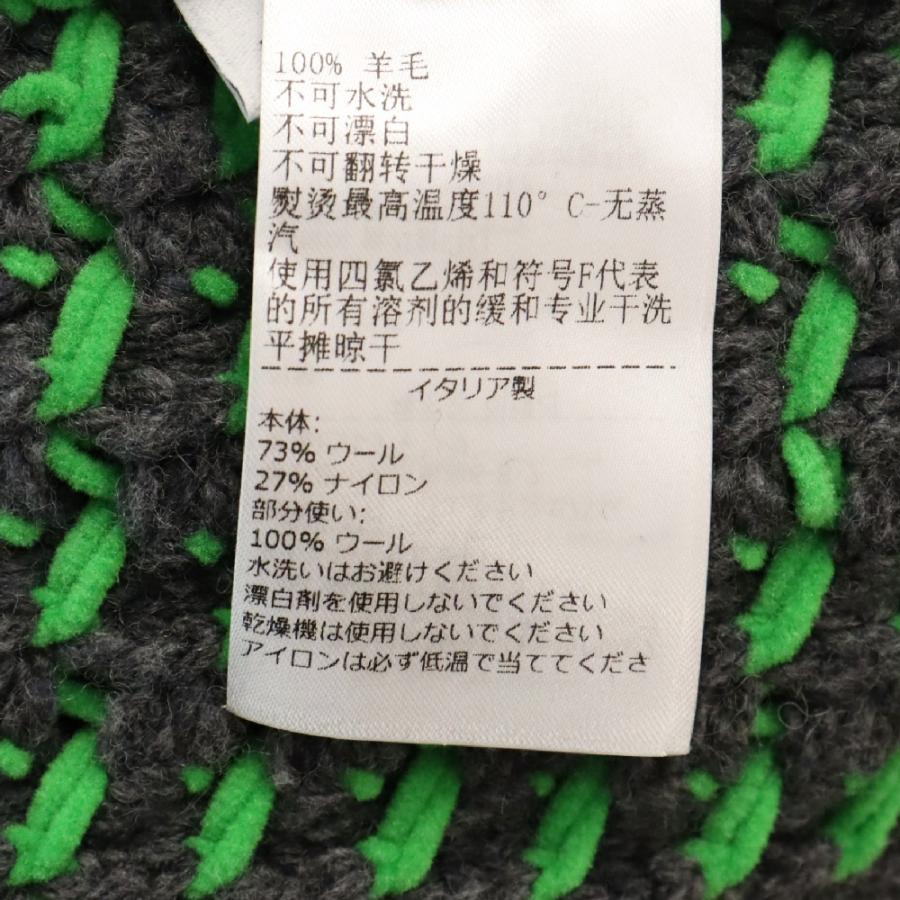 100% 羊毛
不可水洗
不可漂白
不可翻转干燥
熨烫最高温度110° C-无蒸
汽
使用四氯乙烯和符号F代表
的所有溶剂的缓和专业干洗
平摊晾干
イタリア製
本体:
73% ウール
27% ナイロン
部分使い:
100% ウール
水洗いはお避けください
漂白剤を使用しないでください
乾燥機は使用しないでください
アイロンは必ず低温で当ててくださ